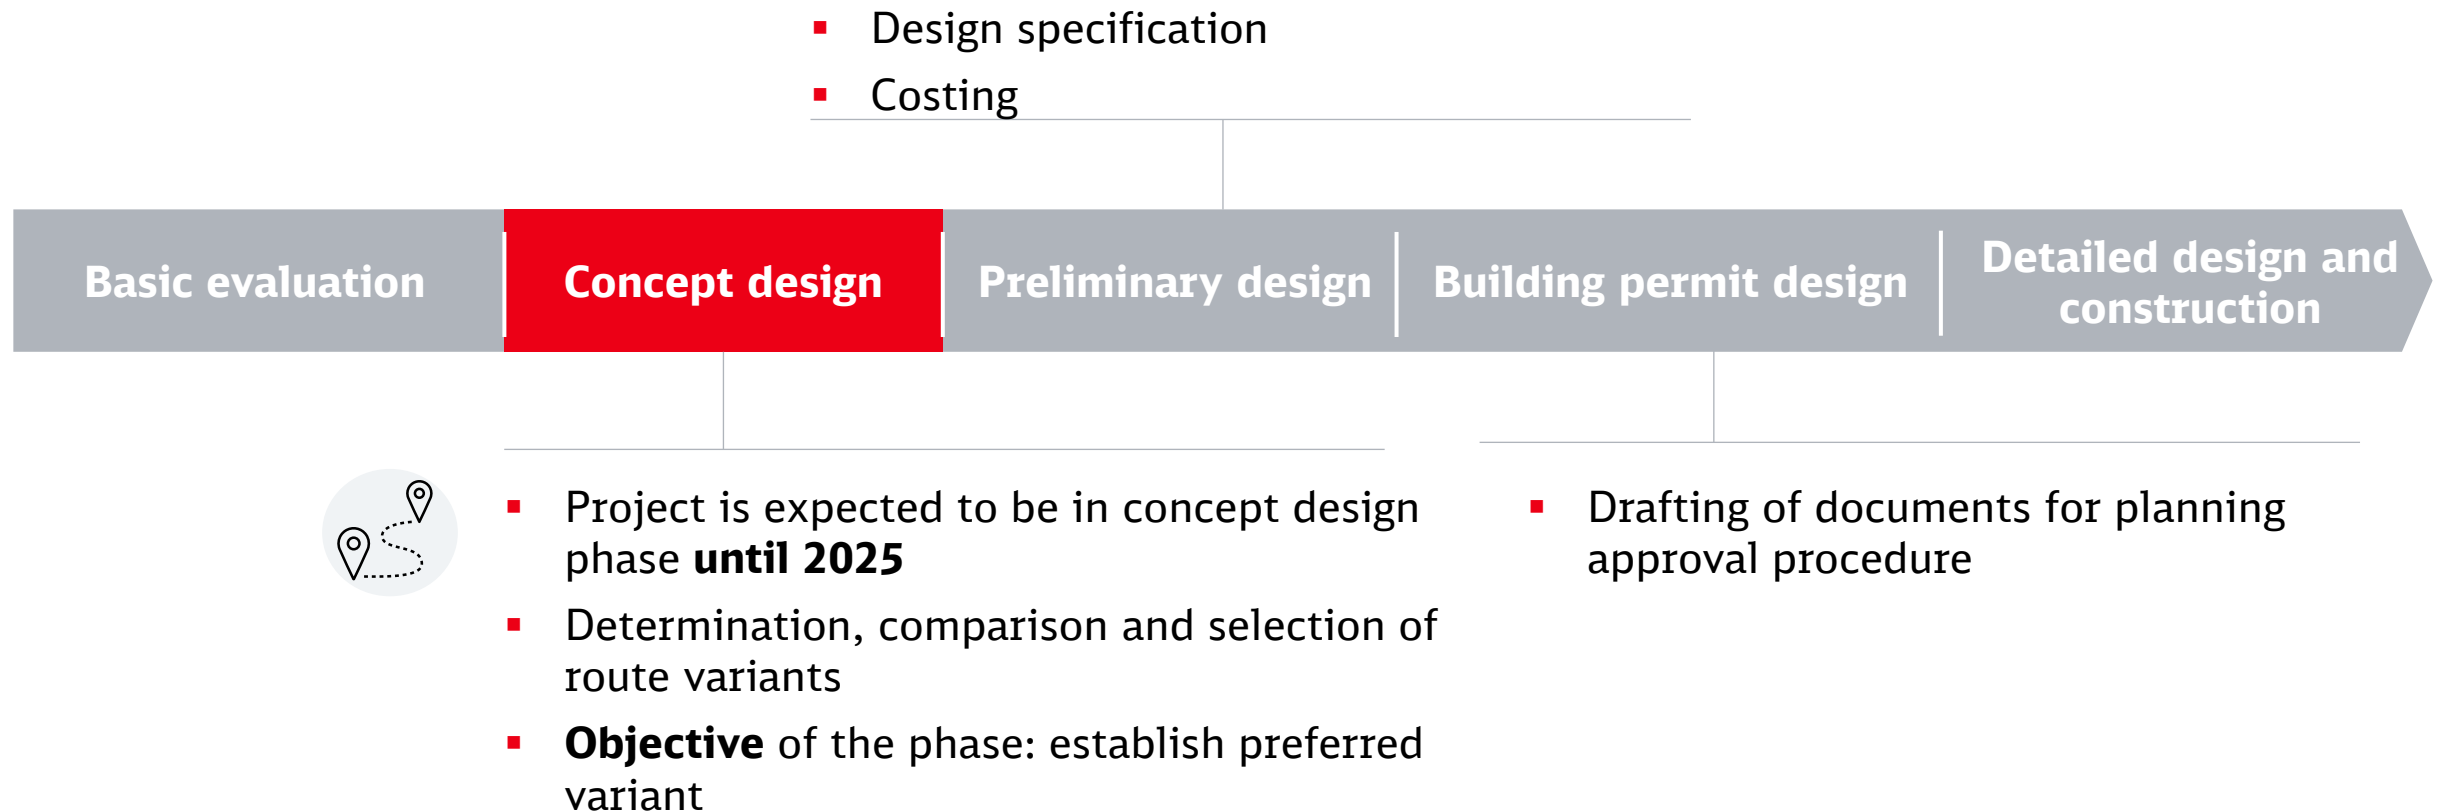 Design specification
Costing
Basic evaluation
Concept design
Preliminary design
Building permit design
Detailed design and
construction
Project is expected to be in concept design
phase until 2025
Determination, comparison and selection of
route variants
Objective of the phase: establish preferred
variant
Drafting of documents for planning
approval procedure